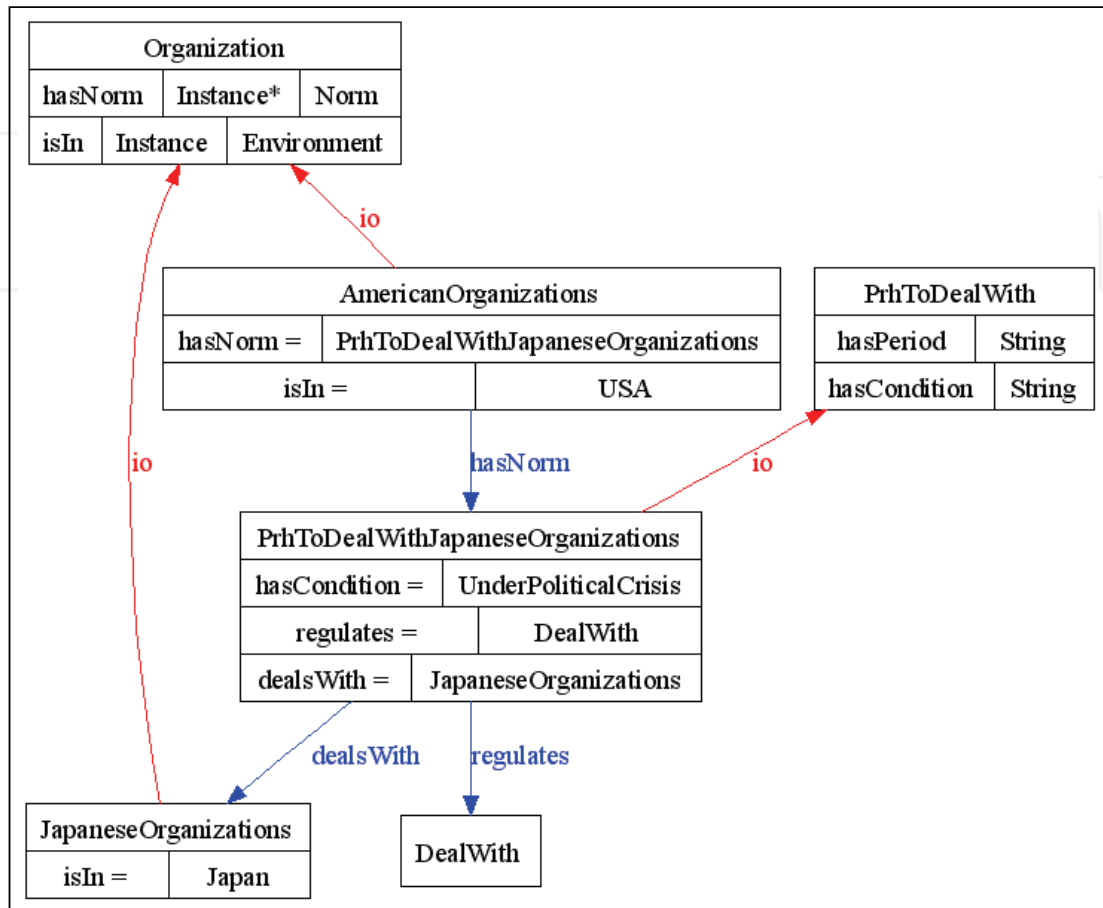 Organization
hasNorm Instance* Norm
isIn Instance Environment
io
AmericanOrganizations
hasNorm = PrhToDealWithJapaneseOrganizations
isIn = USA
PrhToDealWith
hasPeriod String
hasCondition String
io
hasNorm
io
PrhToDealWithJapaneseOrganizations
hasCondition = UnderPoliticalCrisis
regulates = DealWith
dealsWith = JapaneseOrganizations
dealsWith
regulates
JapaneseOrganizations
isIn = Japan
DealWith